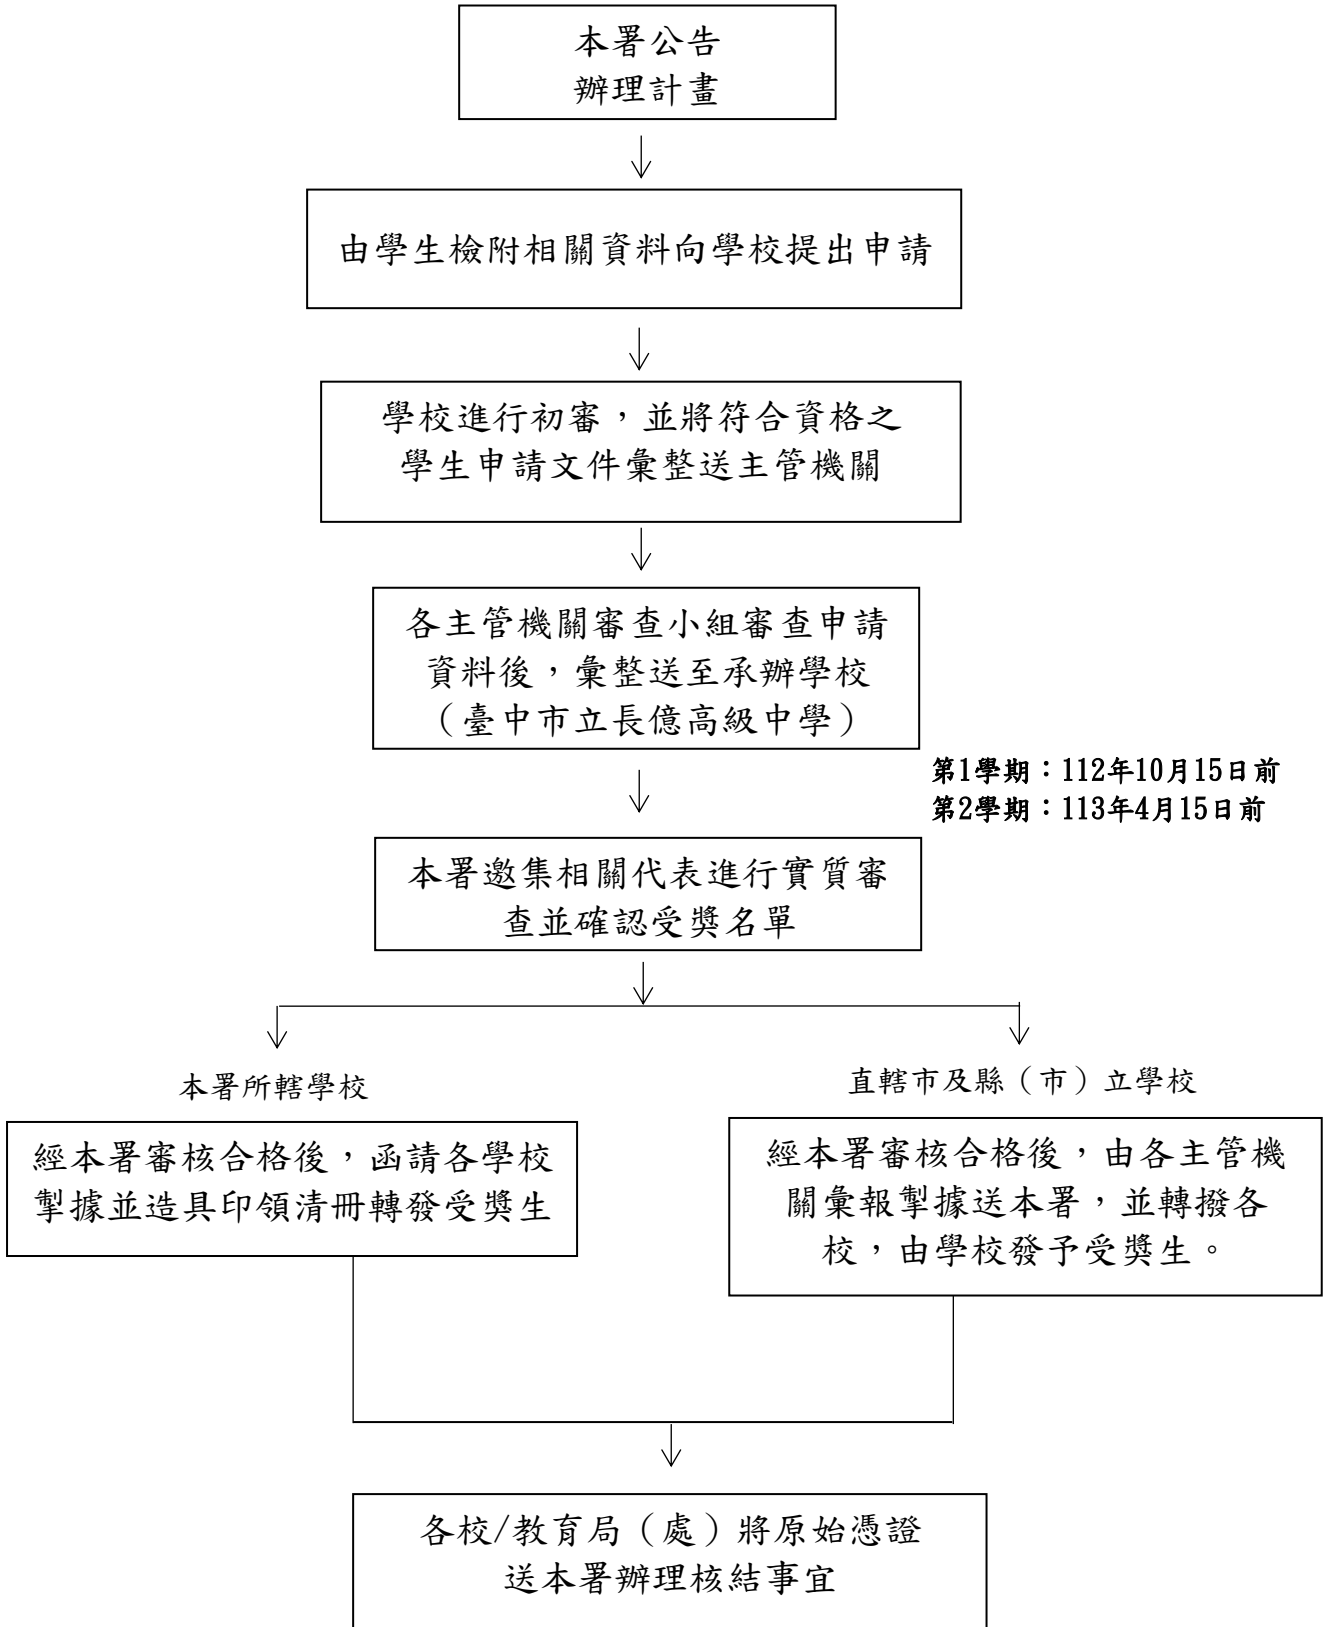 本署公告
辦理計畫
由學生檢附相關資料向學校提出申請
學校進行初審，並將符合資格之
學生申請文件彙整送主管機關
各主管機關審查小組審查申請
資料後，彙整送至承辦學校
（臺中市立長億高級中學）
第1學期：112年10月15日前
第2學期：113年4月15日前
本署邀集相關代表進行實質審
查並確認受獎名單
本署所轄學校
經本署審核合格後，函請各學校
掣據並造具印領清冊轉發受獎生
直轄市及縣（市）立學校
經本署審核合格後，由各主管機
關彙報掣據送本署，並轉撥各
校，由學校發予受獎生。
各校/教育局（處）將原始憑證
送本署辦理核結事宜